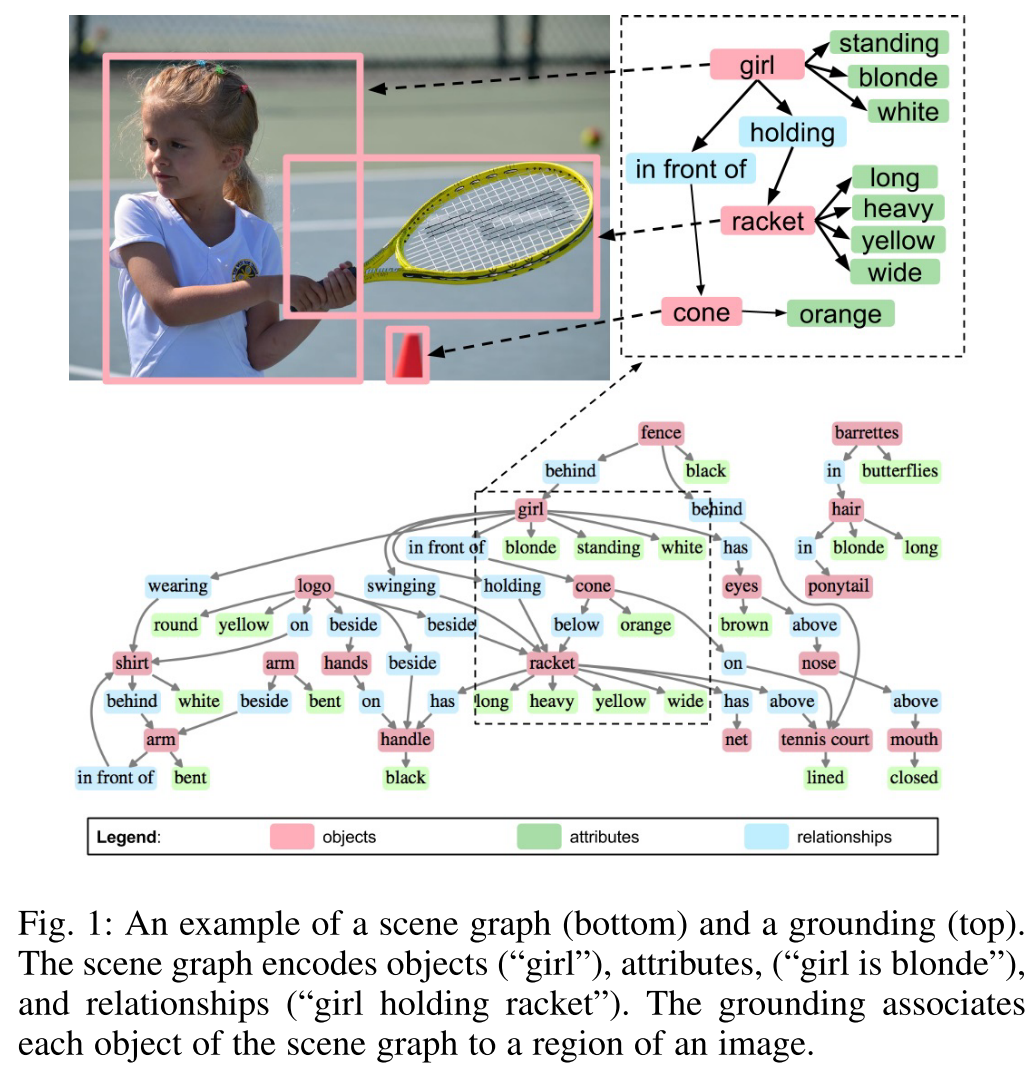 girl
standing
blonde
white
holding
in front of
long
heavy
racket
yellow
wide
cone
orange
fence
barrettes
behind
black
in
butterflies
girl
behind
hair
in front of
blonde
standing
white
has
in
blonde
long
wearing
logo
swinging
holding
cone
eyes
ponytail
round
yellow
on
beside
beside
below
orange
brown
above
shirt
arm
hands
beside
racket
on
nose
behind
white
beside
bent
on
has
long
heavy
yellow
wide
has
above
above
arm
handle
net
tennis court
mouth
in front of
bent
black
lined
closed
Legend:
objects
attributes
relationships
Fig. 1: An example of a scene graph (bottom) and a grounding (top).
The scene graph encodes objects (“girl”), attributes, (“girl is blonde”),
and relationships (“girl holding racket”). The grounding associates
each object of the scene graph to a region of an image.